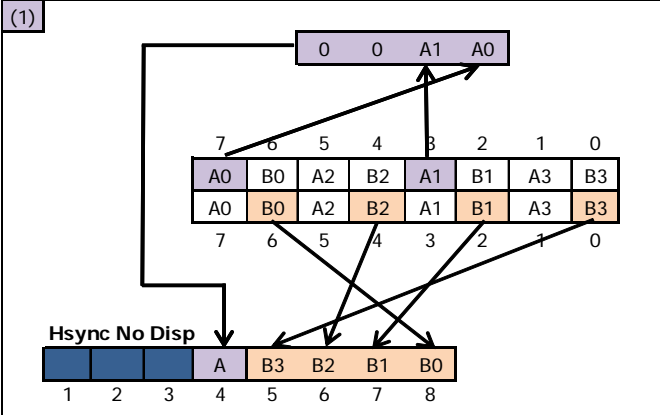 (1)
0 0 A1 A0
7 6 5 4 3 2 1 0
A0 B0 A2 B2 A1 B1 A3 B3
A0 B0 A2 B2 A1 B1 A3 B3
7 6 5 4 3 2 1 0
Hsync No Disp
A B3 B2 B1 B0
1 2 3 4 5 6 7 8